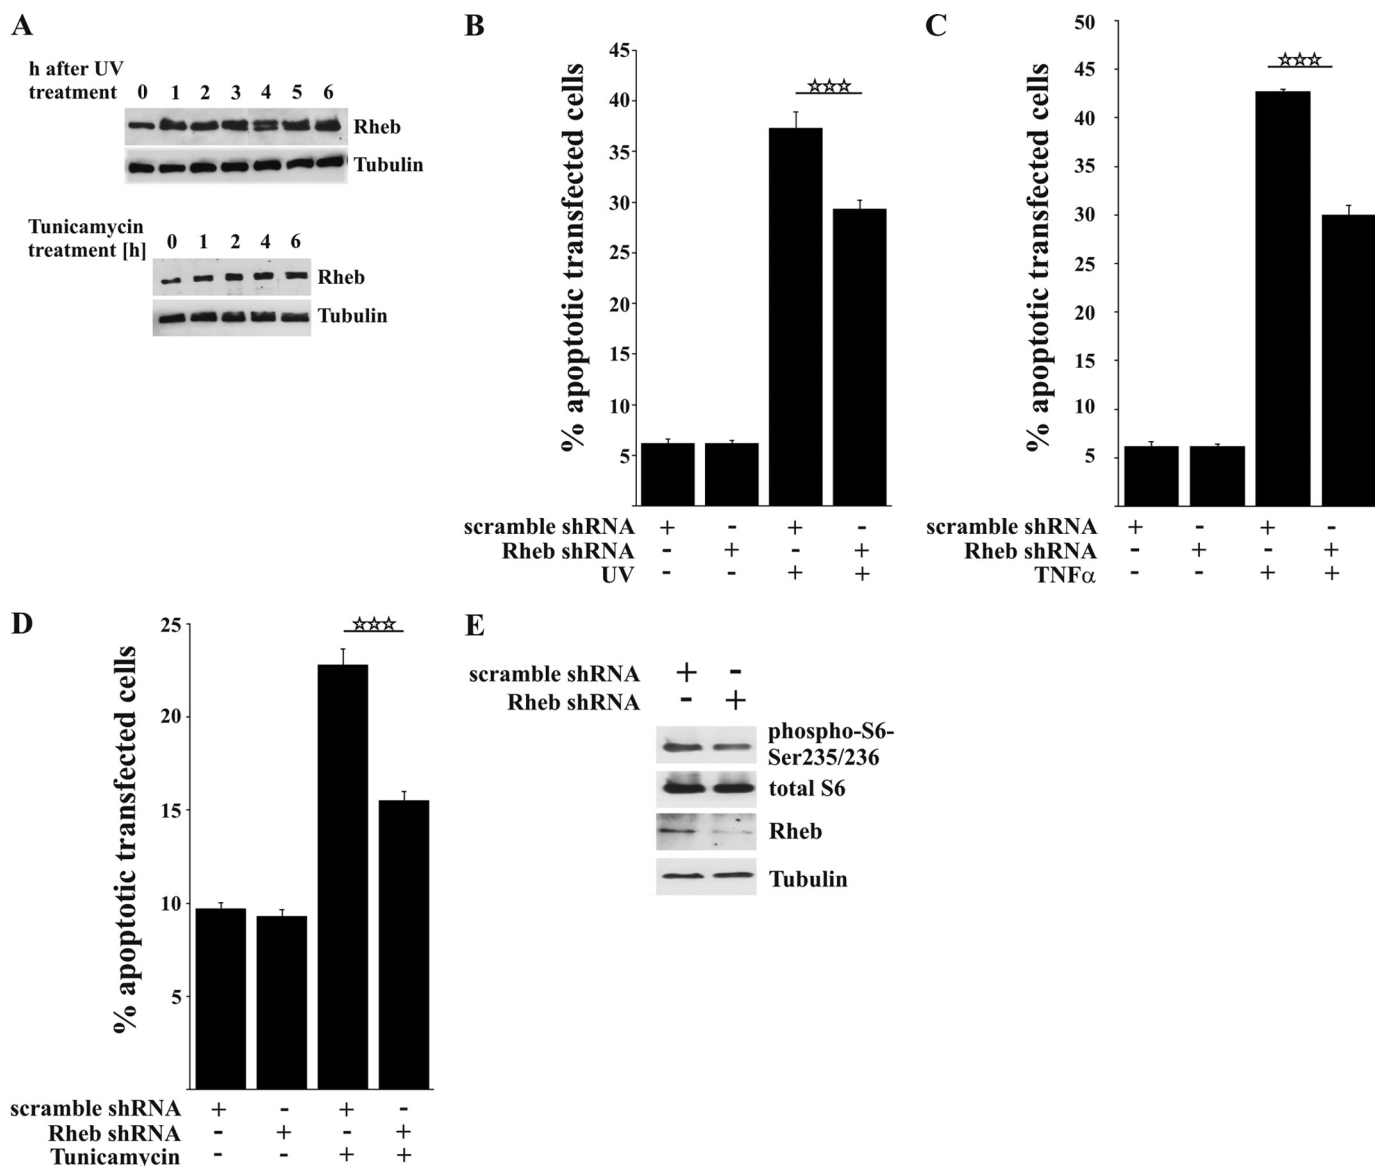 A
h after UV
treatment 0 1 2 3 4 5 6
Rheb
Tubulin
Tunicamycin
treatment [h] 0 1 2 4 6
Rheb
Tubulin
B
% apoptotic transfected cells
45
40
35
30
25
20
15
10
5
☆☆☆
scramble shRNA + - + -
Rheb shRNA - + - +
UV - - + +
C
% apoptotic transfected cells
50
45
40
35
30
25
20
15
10
5
☆☆☆
scramble shRNA + - + -
Rheb shRNA - + - +
TNFα - - + +
D
% apoptotic transfected cells
25
20
15
10
5
☆☆☆
scramble shRNA + - + -
Rheb shRNA - + - +
Tunicamycin - - + +
E
scramble shRNA + -
Rheb shRNA - +
phospho-S6-
Ser235/236
total S6
Rheb
Tubulin